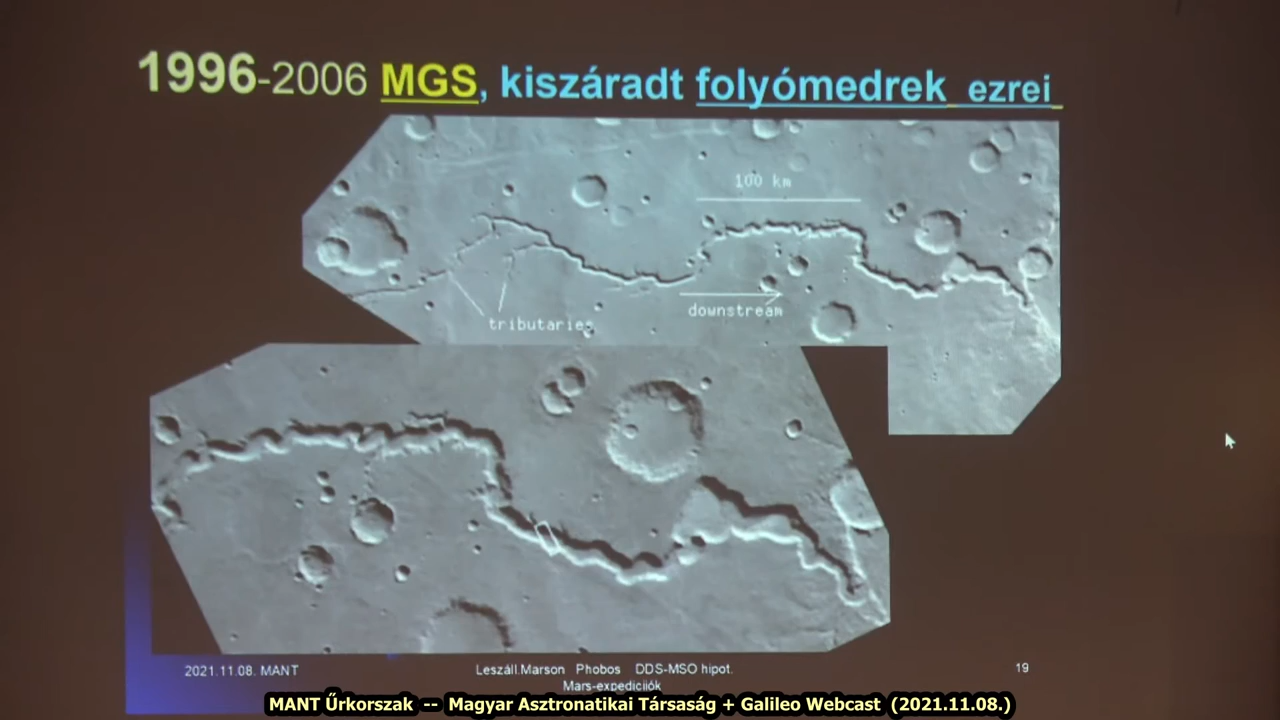 1996-2006 MGS, kiszáradt folyómedrek ezrei
100 km
downstream
tributaries
2021.11.08. MANT
Leszáll.Marson Phobos DDS-MSO hipot.
Mars-expedíciók
19
MANT Űrkorszak -- Magyar Asztronatikai Társaság + Galileo Webcast (2021.11.08.)